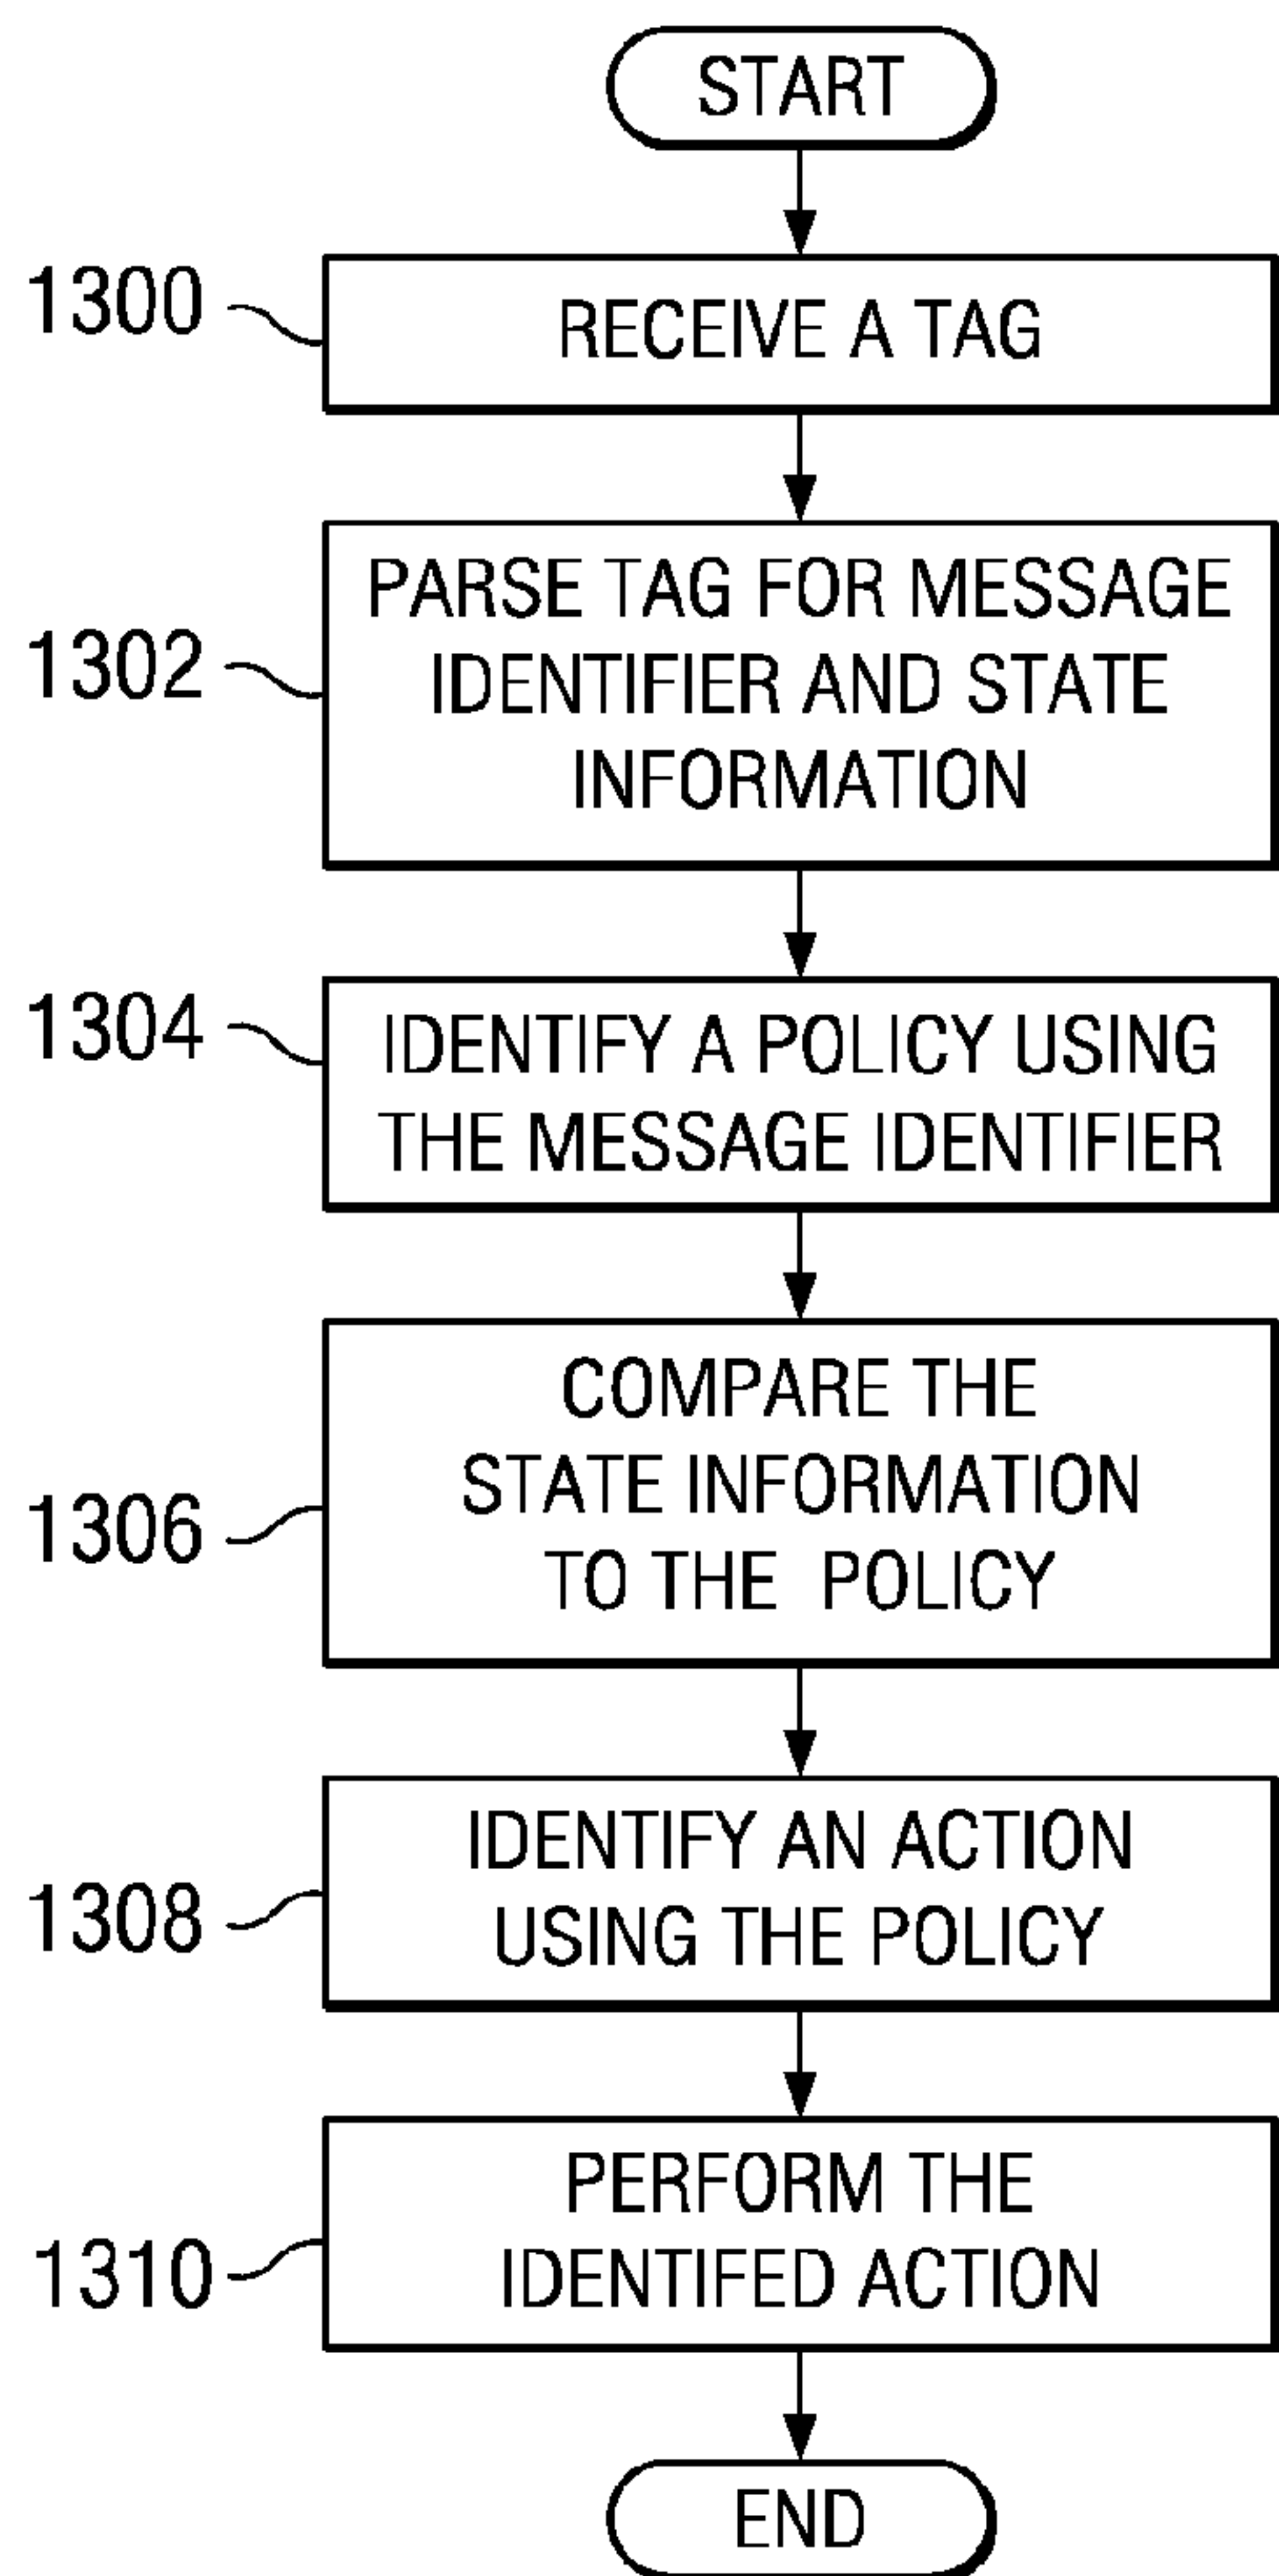 START
1300
RECEIVE A TAG
1302
PARSE TAG FOR MESSAGE
IDENTIFIER AND STATE
INFORMATION
1304
IDENTIFY A POLICY USING
THE MESSAGE IDENTIFIER
1306
COMPARE THE
STATE INFORMATION
TO THE POLICY
1308
IDENTIFY AN ACTION
USING THE POLICY
1310
PERFORM THE
IDENTIFED ACTION
END